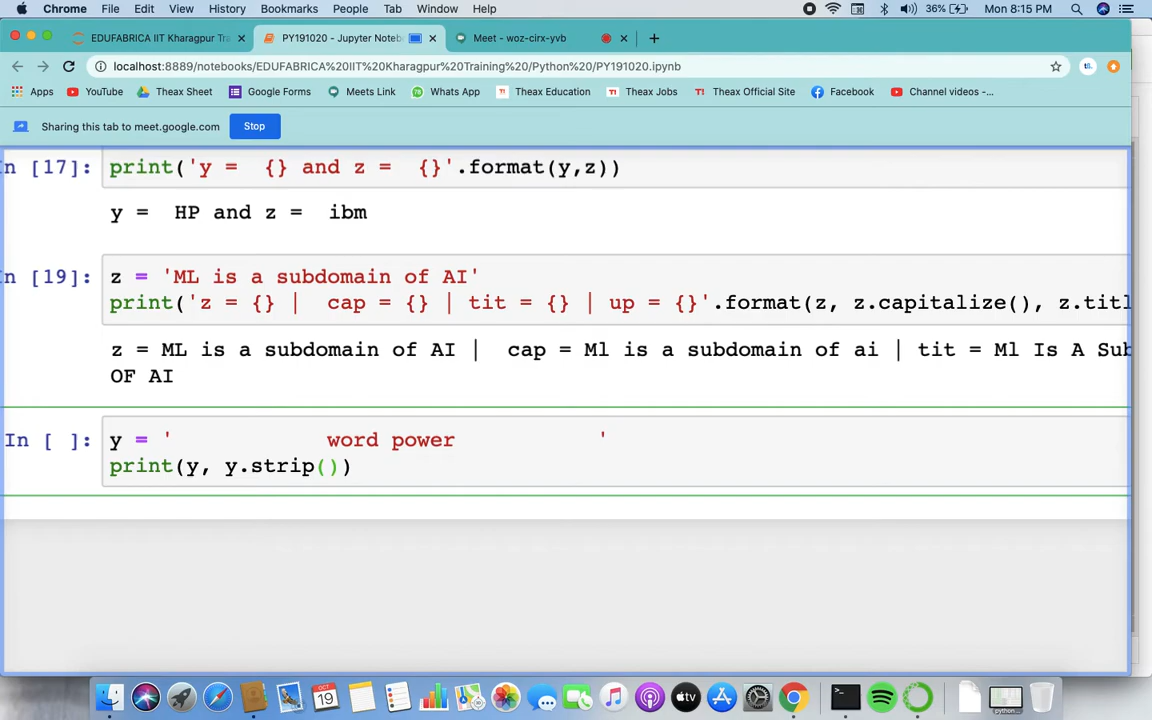 Chrome File Edit View History Bookmarks People Tab Window Help 36% Mon 8:15 PM
EDUFABRICA IIT Kharagpur Tra PY191020 - Jupyter Noteb Meet - woz-cirx-yvb
localhost:8889/notebooks/EDUFABRICA%20IIT%20Kharagpur%20Training%20/Python%20/PY191020.ipynb
Apps YouTube Theax Sheet Google Forms Meets Link Whats App Theax Education Theax Jobs Theax Official Site Facebook Channel videos -...
Sharing this tab to meet.google.com Stop
n [17]: print('y =  {} and z =  {}'.format(y,z))
y =  HP and z =  ibm
n [19]: z = 'ML is a subdomain of AI'
print('z = {} |  cap = {} | tit = {} | up = {}'.format(z, z.capitalize(), z.titl
z = ML is a subdomain of AI |  cap = Ml is a subdomain of ai | tit = Ml Is A Sub
OF AI
In [ ]: y = '            word power           '
print(y, y.strip())
OCT
19